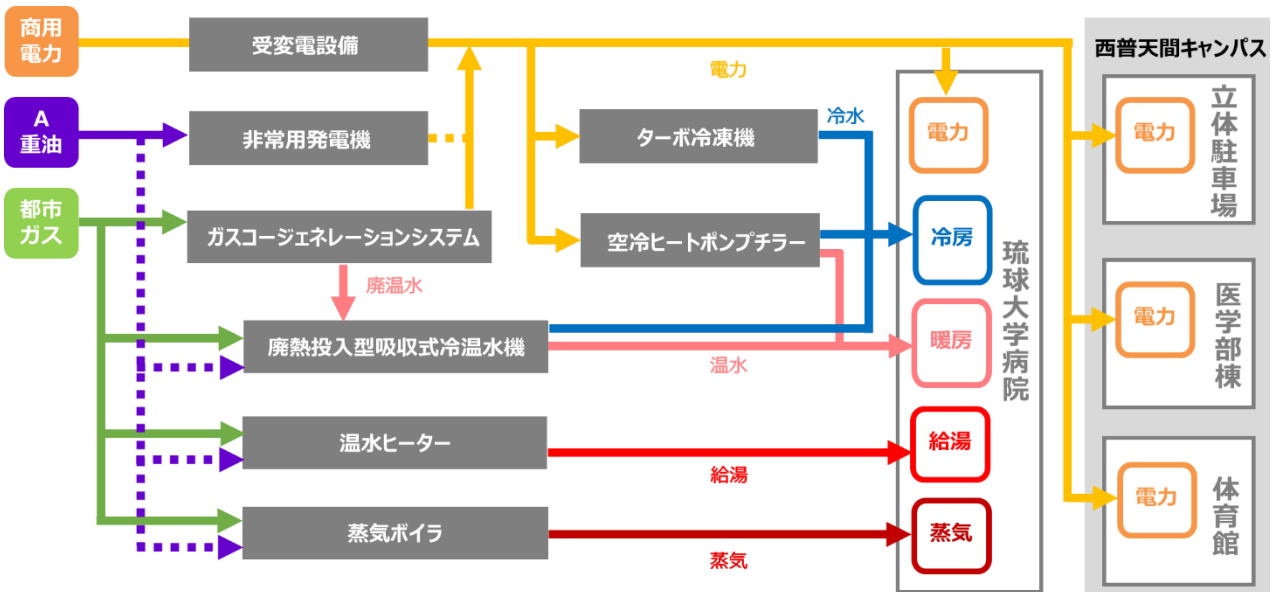 商用
電力
受変電設備
電力
A
重油
非常用発電機
ターボ冷凍機
冷水
都市
ガス
ガスコージェネレーションシステム
空冷ヒートポンプチラー
廃温水
廃熱投入型吸収式冷温水機
温水
温水ヒーター
給湯
蒸気ボイラ
蒸気
電力
冷房
暖房
給湯
蒸気
琉球大学病院
西普天間キャンパス
電力
立体駐車場
電力
医学部棟
電力
体育館